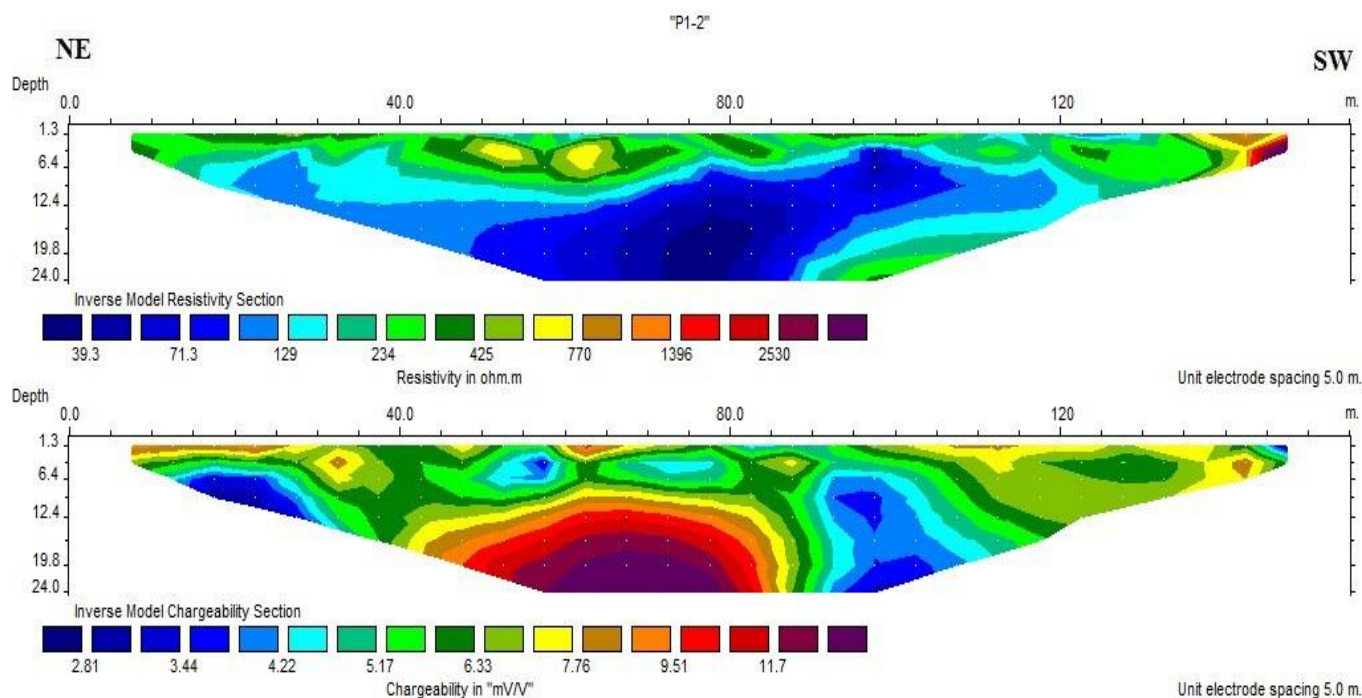 "P1-2"
NE SW
Depth 0.0 40.0 80.0 120 m.
1.3
6.4
12.4
19.8
24.0
Inverse Model Resistivity Section
39.3 71.3 129 234 425 770 1396 2530
Resistivity in ohm.m Unit electrode spacing 5.0 m.
Depth 0.0 40.0 80.0 120 m.
1.3
6.4
12.4
19.8
24.0
Inverse Model Chargeability Section
2.81 3.44 4.22 5.17 6.33 7.76 9.51 11.7
Chargeability in "mV/V" Unit electrode spacing 5.0 m.